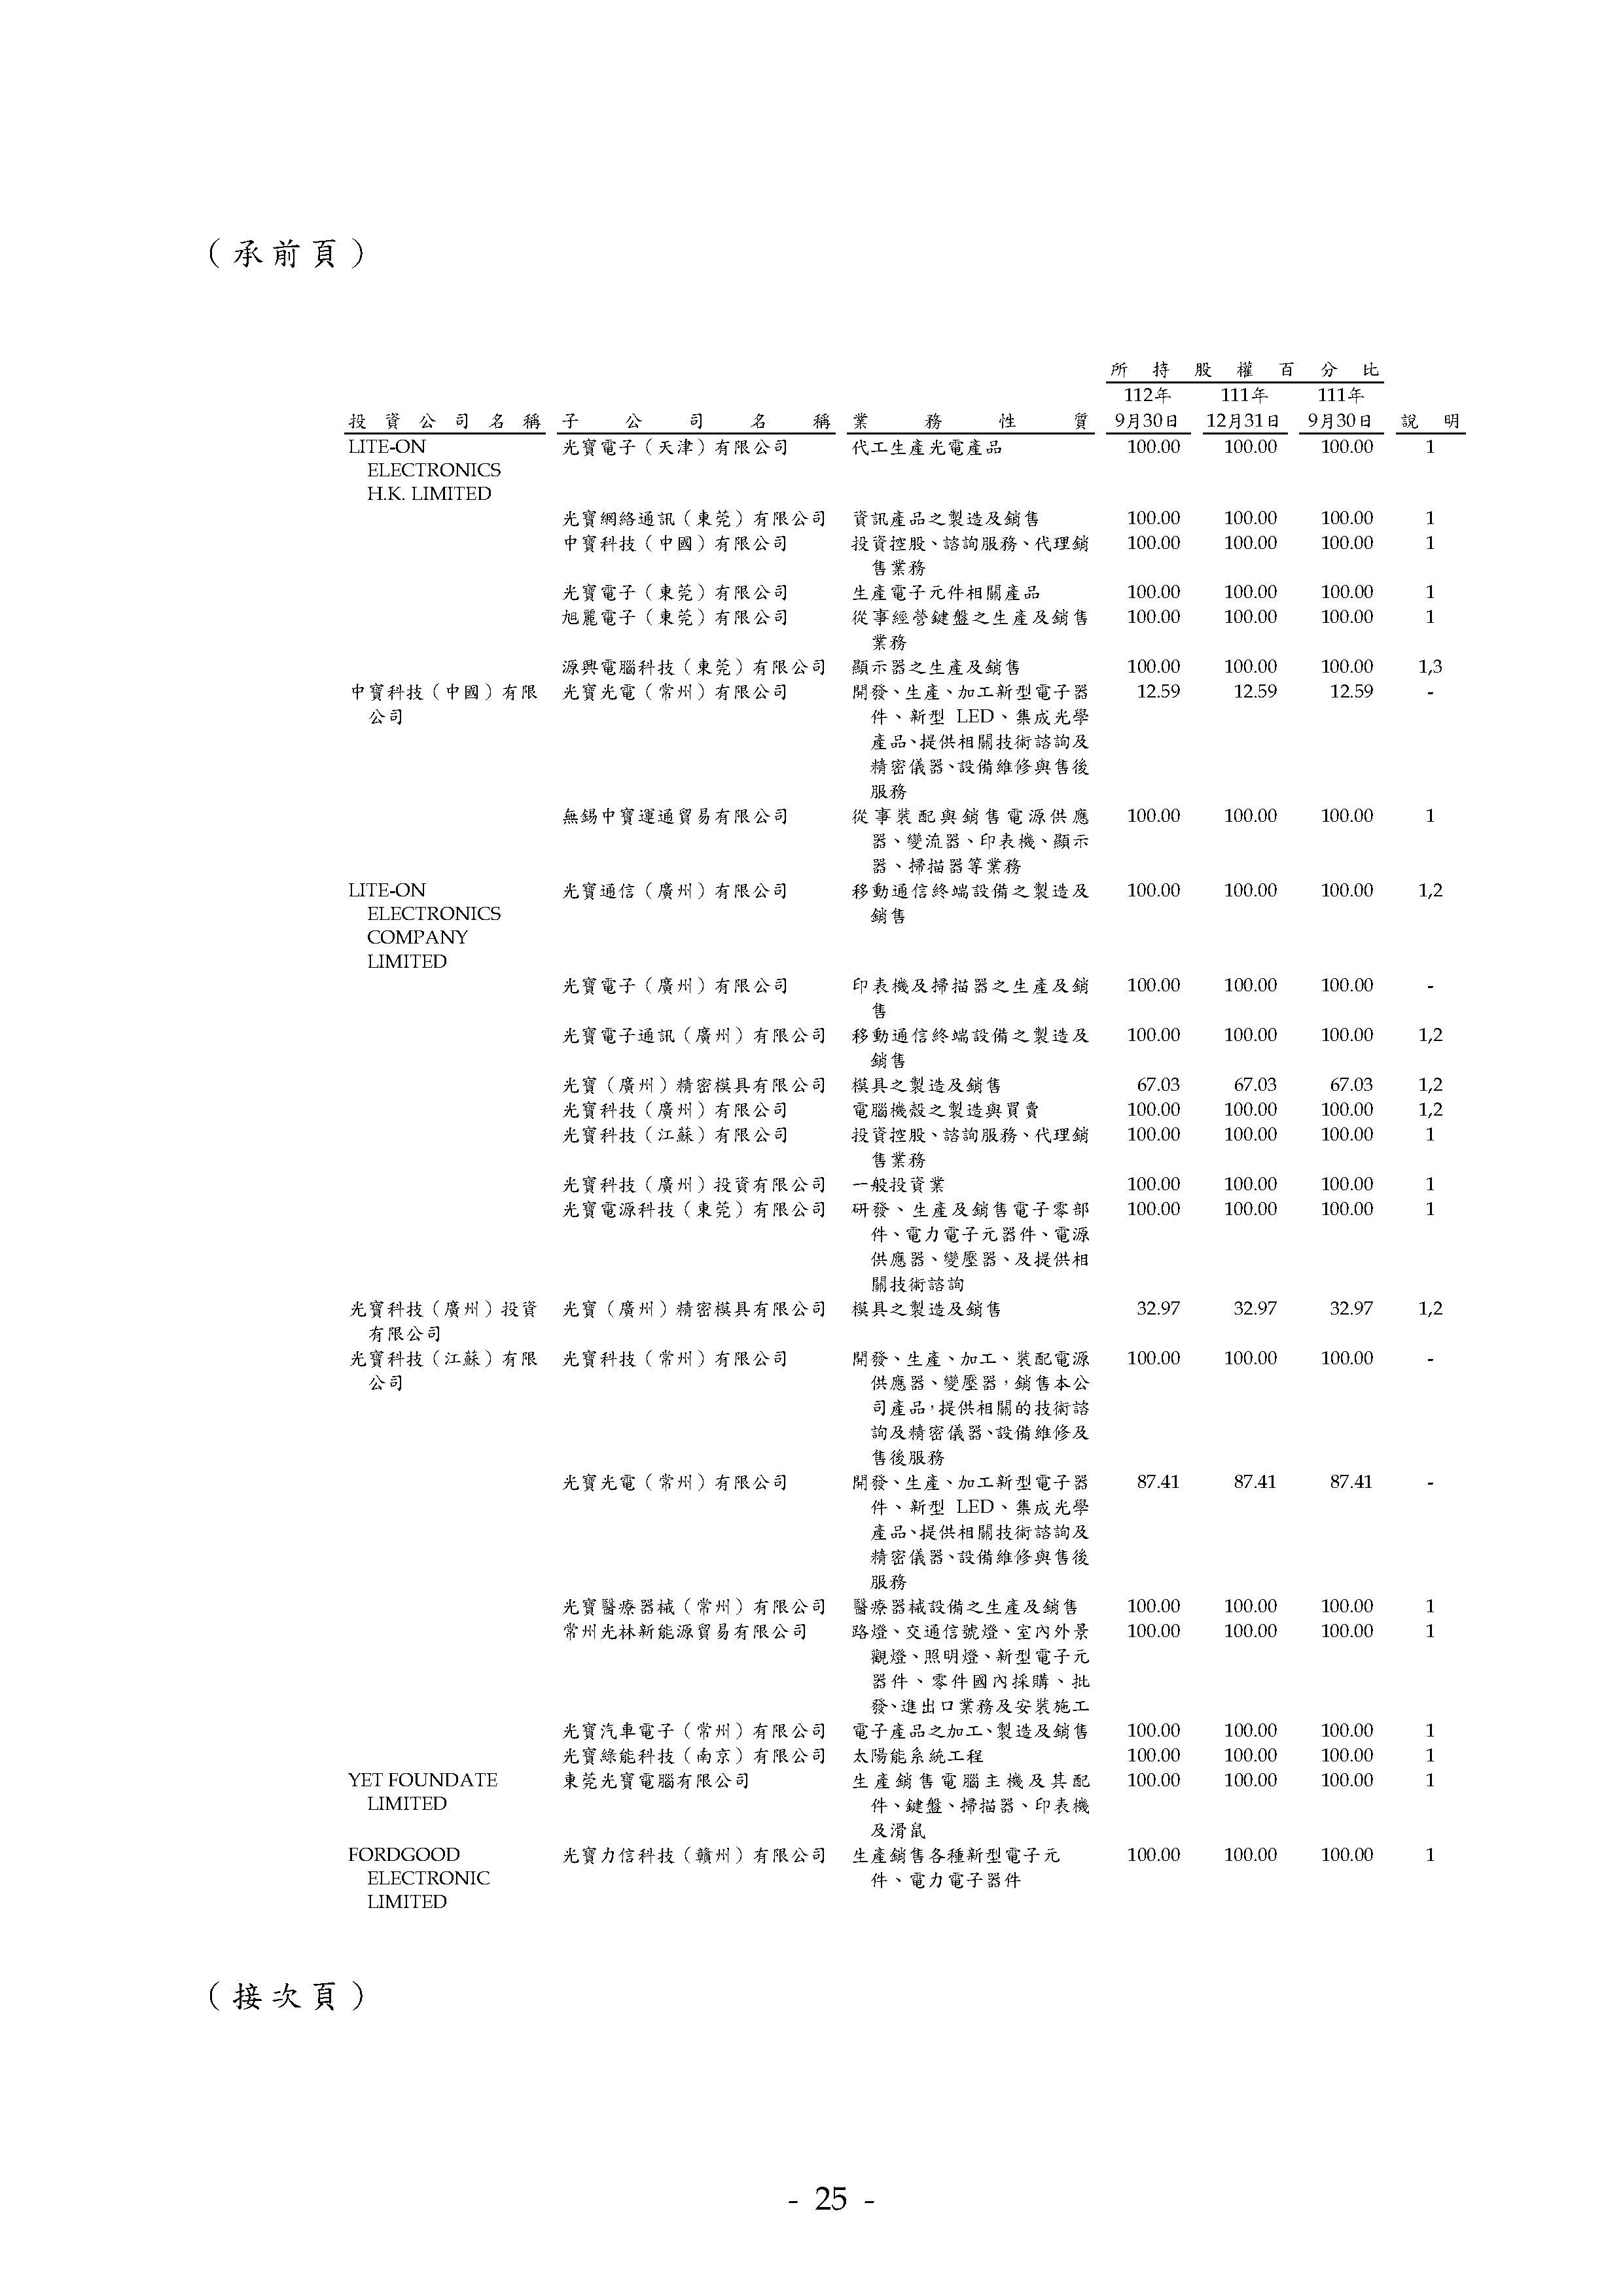 （承前頁）
所持股權百分比
112年 111年 111年
投資公司名稱 子公司名稱 業務性質 9月30日 12月31日 9月30日 說明
LITE-ON 光寶電子（天津）有限公司 代工生產光電產品 100.00 100.00 100.00 1
ELECTRONICS
H.K. LIMITED
光寶網絡通訊（東莞）有限公司 資訊產品之製造及銷售 100.00 100.00 100.00 1
中寶科技（中國）有限公司 投資控股、諮詢服務、代理銷 100.00 100.00 100.00 1
售業務
光寶電子（東莞）有限公司 生產電子元件相關產品 100.00 100.00 100.00 1
旭麗電子（東莞）有限公司 從事經營鍵盤之生產及銷售 100.00 100.00 100.00 1
業務
源興電腦科技（東莞）有限公司 顯示器之生產及銷售 100.00 100.00 100.00 1,3
中寶科技（中國）有限 光寶光電（常州）有限公司 開發、生產、加工新型電子器 12.59 12.59 12.59 -
公司 件、新型 LED、集成光學
產品、提供相關技術諮詢及
精密儀器、設備維修與售後
服務
無錫中寶運通貿易有限公司 從事裝配與銷售電源供應 100.00 100.00 100.00 1
器、變流器、印表機、顯示
器、掃描器等業務
LITE-ON 光寶通信（廣州）有限公司 移動通信終端設備之製造及 100.00 100.00 100.00 1,2
ELECTRONICS 銷售
COMPANY
LIMITED
光寶電子（廣州）有限公司 印表機及掃描器之生產及銷 100.00 100.00 100.00 -
售
光寶電子通訊（廣州）有限公司 移動通信終端設備之製造及 100.00 100.00 100.00 1,2
銷售
光寶（廣州）精密模具有限公司 模具之製造及銷售 67.03 67.03 67.03 1,2
光寶科技（廣州）有限公司 電腦機殼之製造與買賣 100.00 100.00 100.00 1,2
光寶科技（江蘇）有限公司 投資控股、諮詢服務、代理銷 100.00 100.00 100.00 1
售業務
光寶科技（廣州）投資有限公司 一般投資業 100.00 100.00 100.00 1
光寶電源科技（東莞）有限公司 研發、生產及銷售電子零部 100.00 100.00 100.00 1
件、電力電子元器件、電源
供應器、變壓器、及提供相
關技術諮詢
光寶科技（廣州）投資 光寶（廣州）精密模具有限公司 模具之製造及銷售 32.97 32.97 32.97 1,2
有限公司
光寶科技（江蘇）有限 光寶科技（常州）有限公司 開發、生產、加工、裝配電源 100.00 100.00 100.00 -
公司 供應器、變壓器，銷售本公
司產品，提供相關的技術諮
詢及精密儀器、設備維修及
售後服務
光寶光電（常州）有限公司 開發、生產、加工新型電子器 87.41 87.41 87.41 -
件、新型 LED、集成光學
產品、提供相關技術諮詢及
精密儀器、設備維修與售後
服務
光寶醫療器械（常州）有限公司 醫療器械設備之生產及銷售 100.00 100.00 100.00 1
常州光林新能源貿易有限公司 路燈、交通信號燈、室內外景 100.00 100.00 100.00 1
觀燈、照明燈、新型電子元
器件、零件國內採購、批
發、進出口業務及安裝施工
光寶汽車電子（常州）有限公司 電子產品之加工、製造及銷售 100.00 100.00 100.00 1
光寶綠能科技（南京）有限公司 太陽能系統工程 100.00 100.00 100.00 1
YET FOUNDATE 東莞光寶電腦有限公司 生產銷售電腦主機及其配 100.00 100.00 100.00 1
LIMITED 件、鍵盤、掃描器、印表機
及滑鼠
FORDGOOD 光寶力信科技（贛州）有限公司 生產銷售各種新型電子元 100.00 100.00 100.00 1
ELECTRONIC 件、電力電子器件
LIMITED
（接次頁）
- 25 -